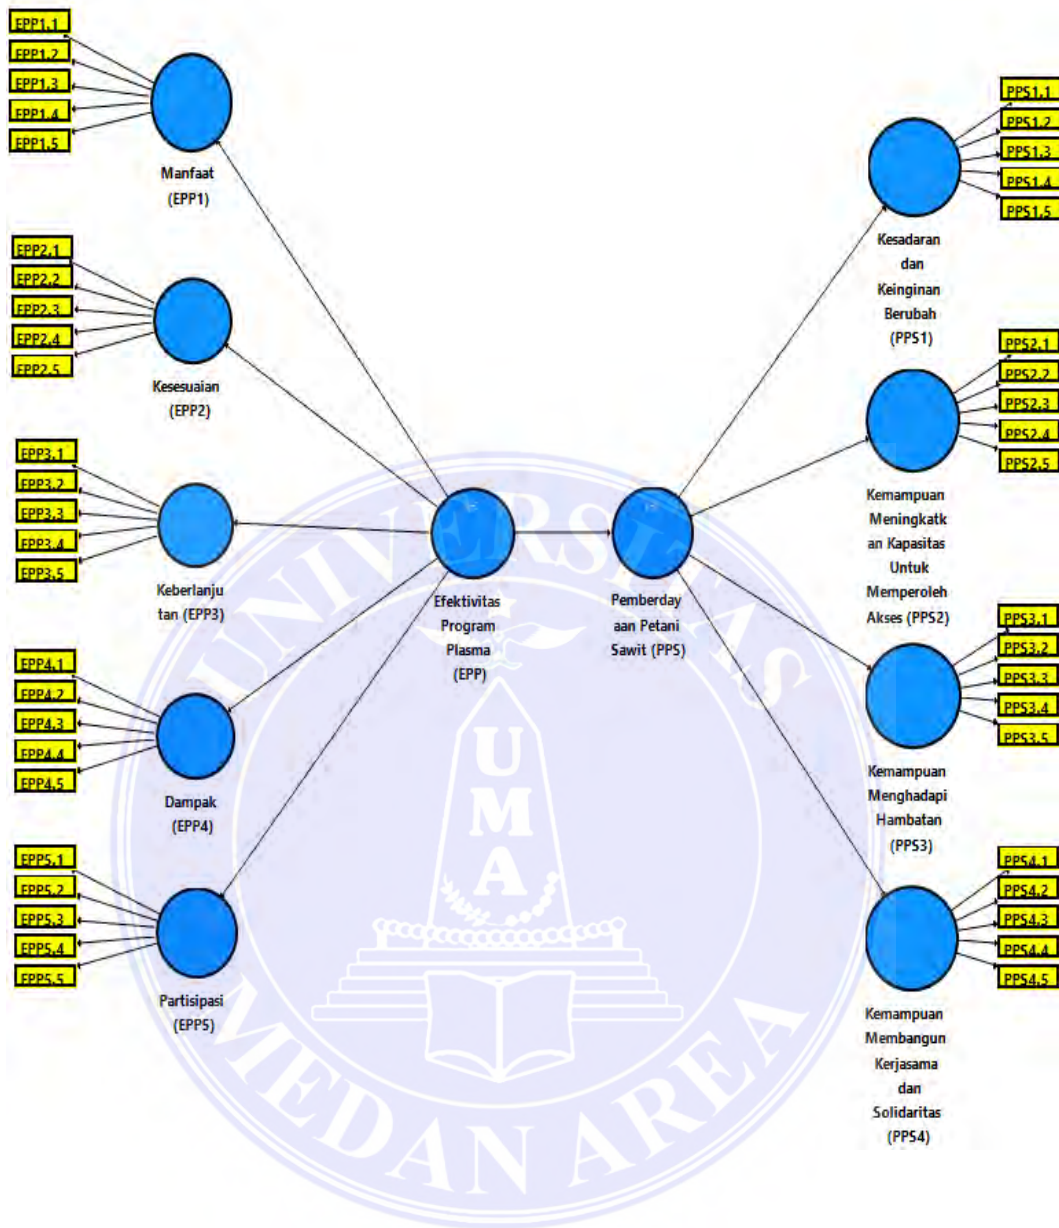 EPP1.1
EPP1.2
EPP1.3
EPP1.4
EPP1.5
Manfaat
(EPP1)
EPP2.1
EPP2.2
EPP2.3
EPP2.4
EPP2.5
Kesesuaian
(EPP2)
EPP3.1
EPP3.2
EPP3.3
EPP3.4
EPP3.5
Keberlanju
tan (EPP3)
EPP4.1
EPP4.2
EPP4.3
EPP4.4
EPP4.5
Dampak
(EPP4)
EPP5.1
EPP5.2
EPP5.3
EPP5.4
EPP5.5
Partisipasi
(EPP5)
Efektivitas
Program
Plasma
(EPP)
Pemberday
aan Petani
Sawit (PPS)
PPS1.1
PPS1.2
PPS1.3
PPS1.4
PPS1.5
Kesadaran
dan
Keinginan
Berubah
(PPS1)
PPS2.1
PPS2.2
PPS2.3
PPS2.4
PPS2.5
Kemampuan
Meningkatk
an Kapasitas
Untuk
Memperoleh
Akses (PPS2)
PPS3.1
PPS3.2
PPS3.3
PPS3.4
PPS3.5
Kemampuan
Menghadapi
Hambatan
(PPS3)
PPS4.1
PPS4.2
PPS4.3
PPS4.4
PPS4.5
Kemampuan
Membangun
Kerjasama
dan
Solidaritas
(PPS4)
UNIVERSITAS
UMA
MEDAN AREA